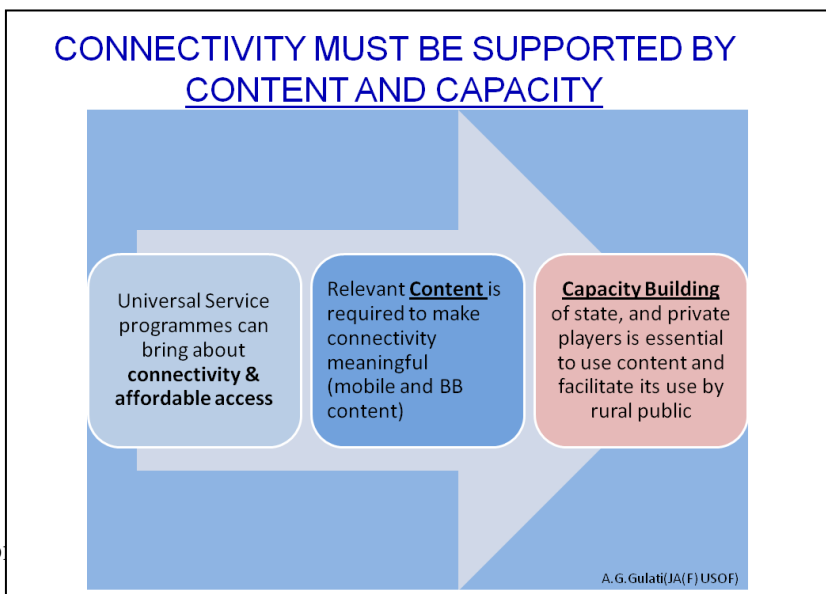 CONNECTIVITY MUST BE SUPPORTED BY
CONTENT AND CAPACITY
Universal Service
programmes can
bring about
connectivity &
affordable access
Relevant Content is
required to make
connectivity
meaningful
(mobile and BB
content)
Capacity Building
of state, and private
players is essential
to use content and
facilitate its use by
rural public
A.G.Gulati(JA(F) USOF)